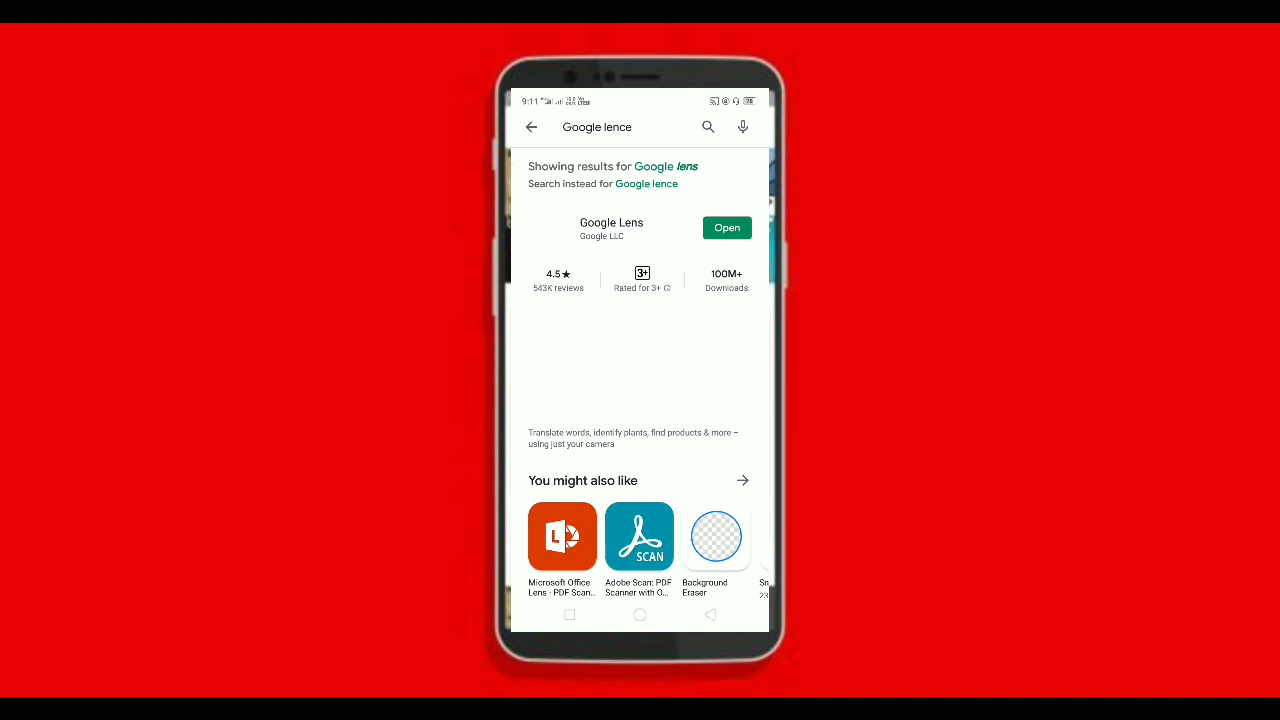 9:11
Google lence
Showing results for Google lens
Search instead for Google lence
Google Lens
Google LLC
Open
4.5★
543K reviews
3+
Rated for 3+
100M+
Downloads
Translate words, identify plants, find products & more –
using just your camera
You might also like
L
SCAN
Microsoft Office
Lens - PDF Scan...
Adobe Scan: PDF
Scanner with O...
Background
Eraser
Sn
23